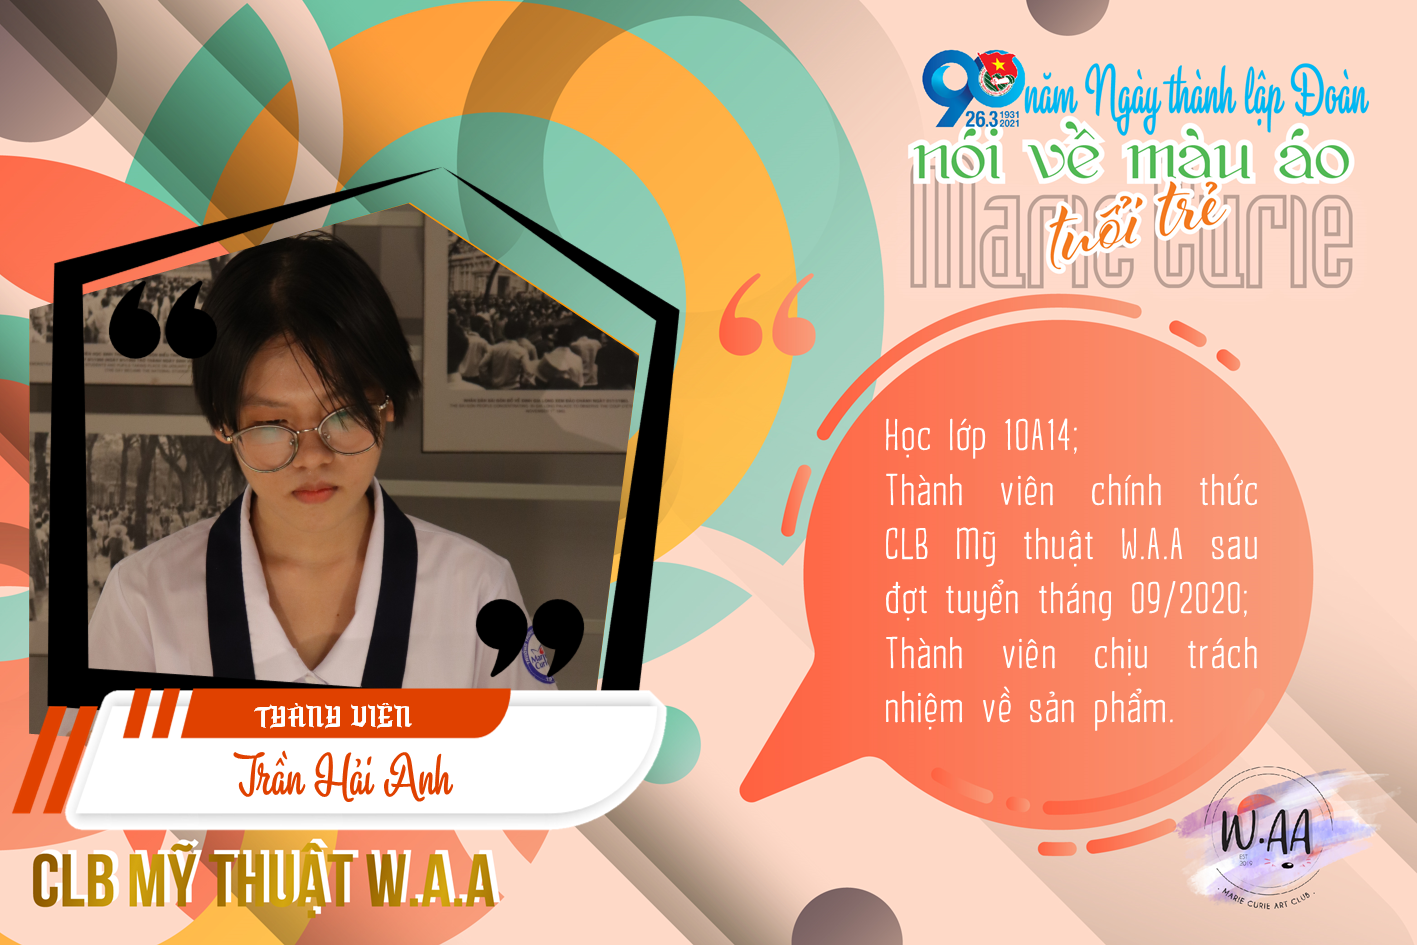 90 năm Ngày thành lập Đoàn
26.3 1931 2021
nói về màu áo
Marie Curie
tuổi trẻ
Học lớp 10A14;
Thành viên chính thức
CLB Mỹ thuật W.A.A sau
đợt tuyển tháng 09/2020;
Thành viên chịu trách
nhiệm về sản phẩm.
THÀNH VIÊN
Trần Hải Anh
CLB MỸ THUẬT W.A.A
W.AA
MARIE CURIE ART CLUB